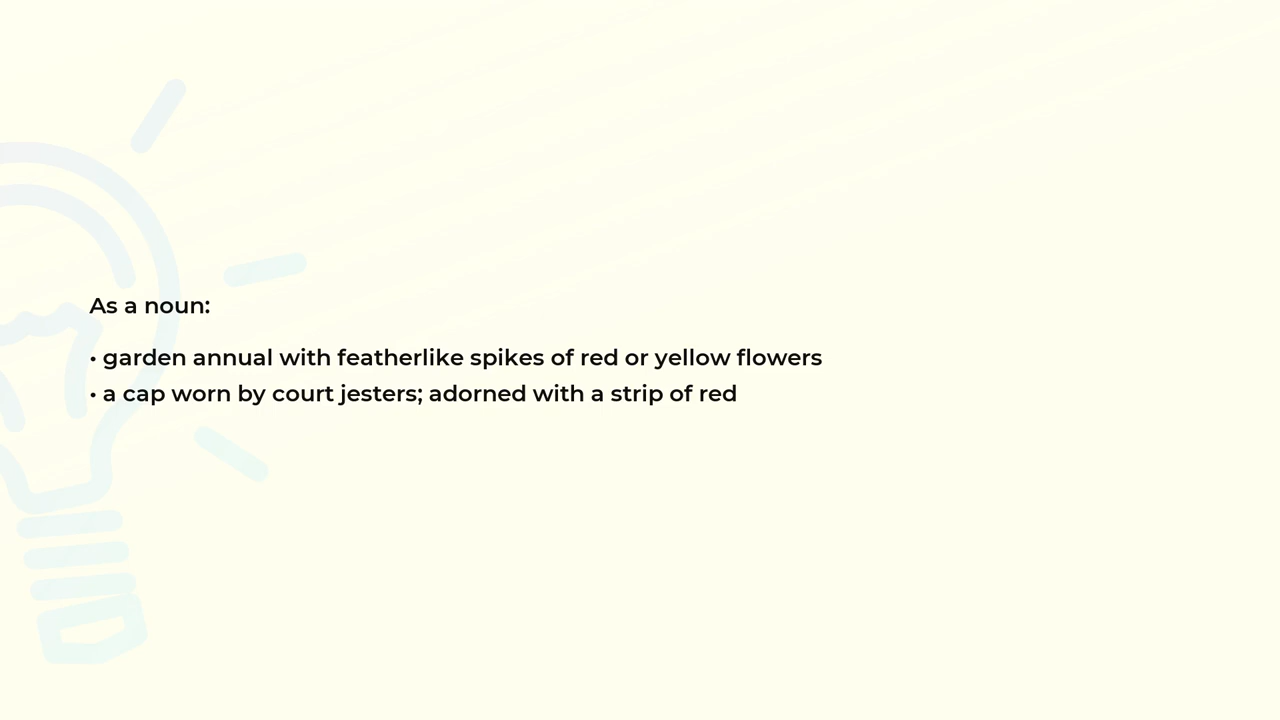 As a noun:
• garden annual with featherlike spikes of red or yellow flowers
• a cap worn by court jesters; adorned with a strip of red